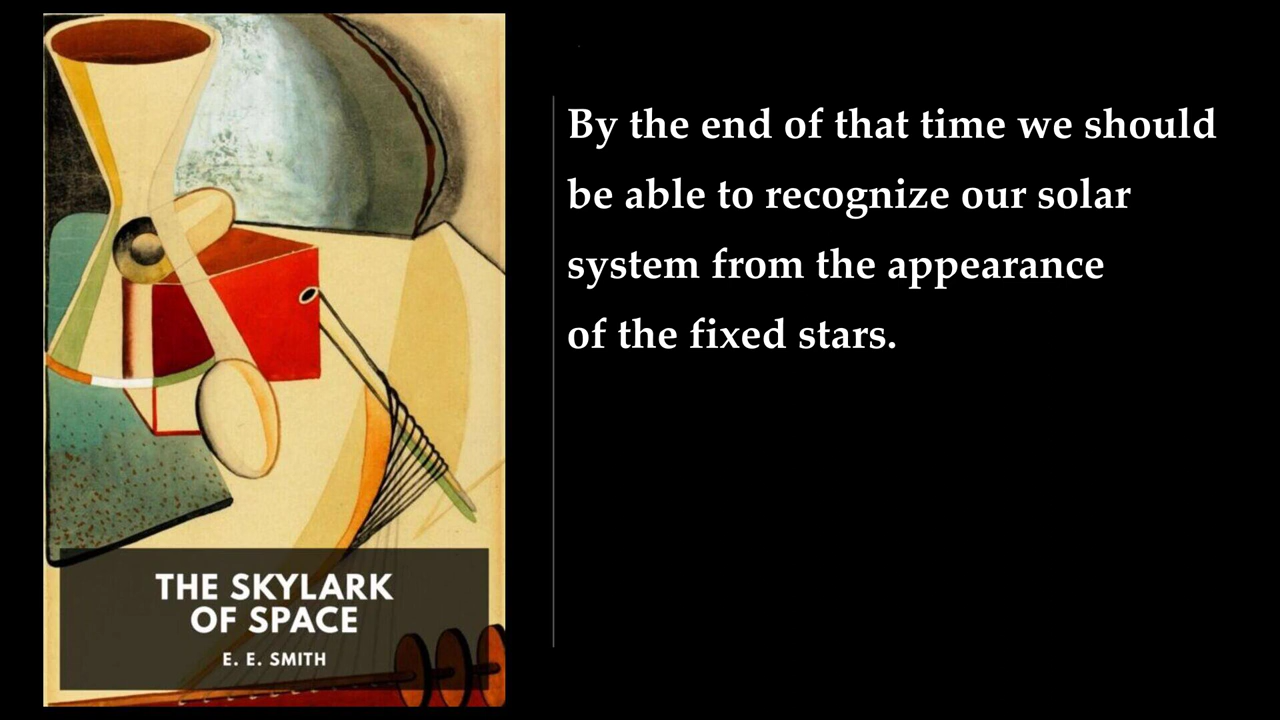 THE SKYLARK
OF SPACE
E. E. SMITH
By the end of that time we should
be able to recognize our solar
system from the appearance
of the fixed stars.